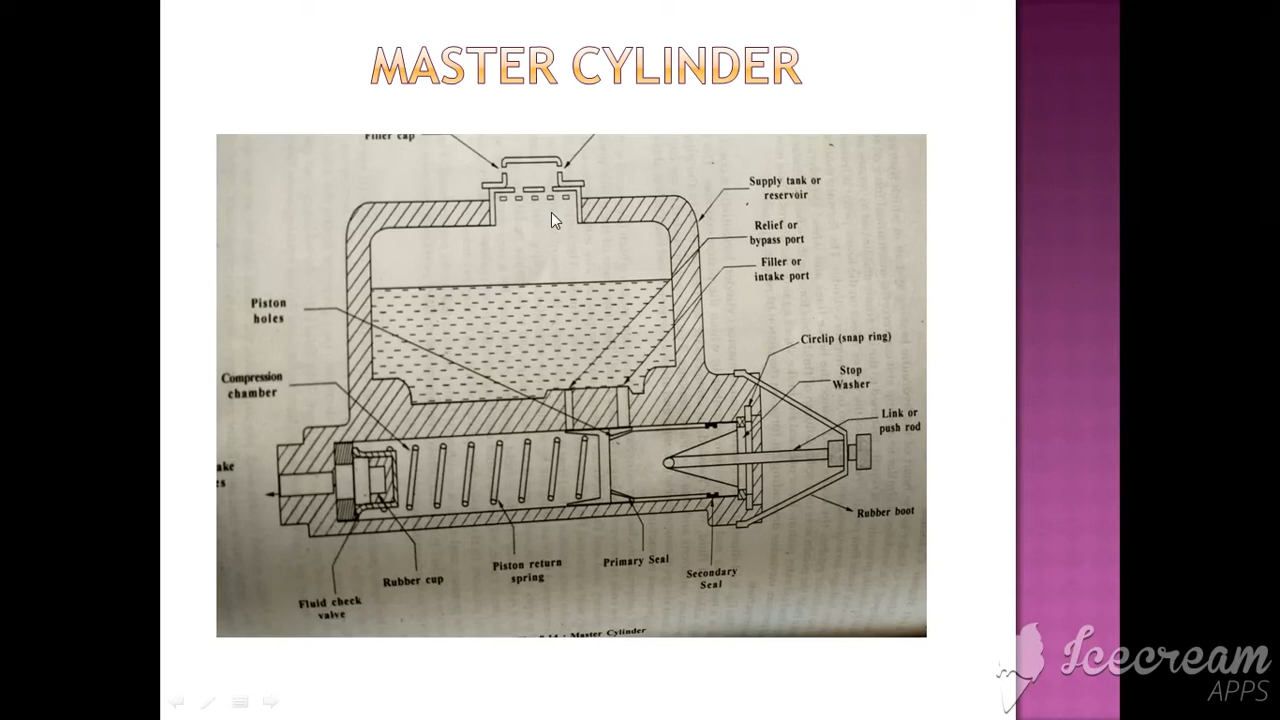 MASTER CYLINDER
Filler cap
Supply tank or
reservoir
Relief or
bypass port
Filler or
intake port
Piston
holes
Circlip (snap ring)
Stop
Washer
Compression
chamber
Link or
push rod
Rubber boot
Primary Seal
Piston return
spring
Secondary
Seal
Rubber cup
Fluid check
valve
: Master Cylinder
Icecream
APPS